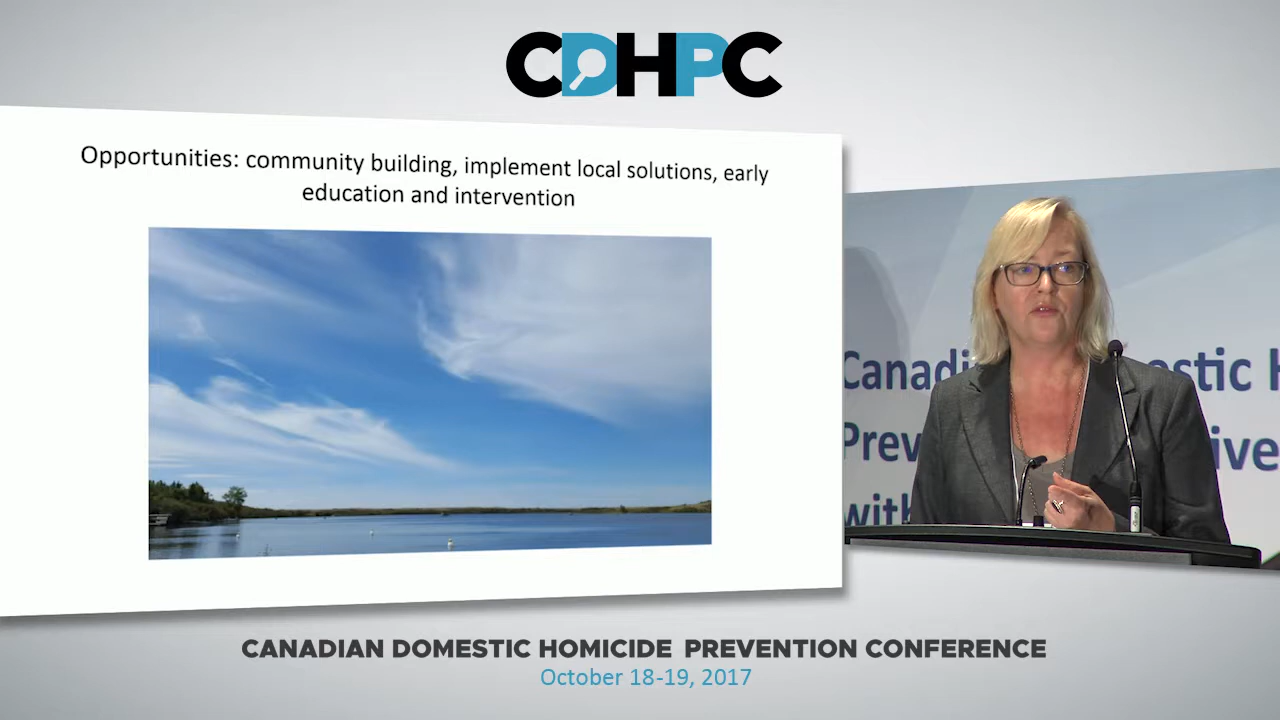 CDHPC
Opportunities: community building, implement local solutions, early
education and intervention
Canadi estic H
Prev ive
with
CANADIAN DOMESTIC HOMICIDE PREVENTION CONFERENCE
October 18-19, 2017